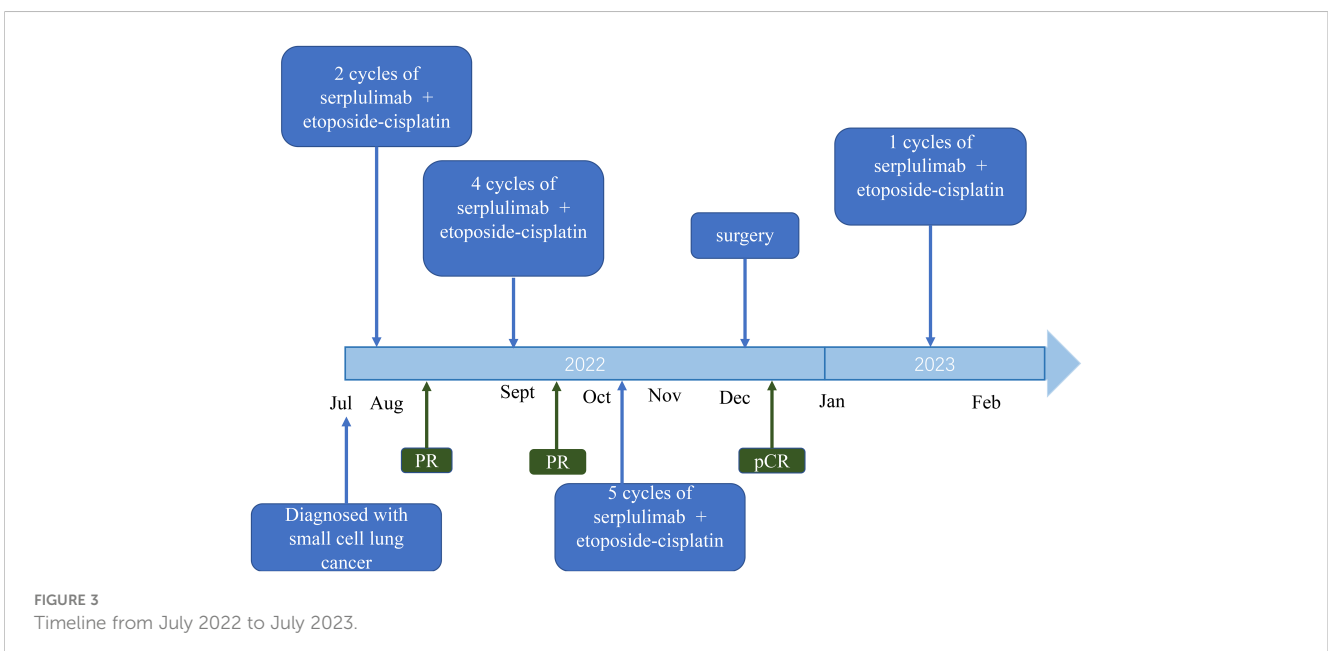 2 cycles of
serplulimab +
etoposide-cisplatin
4 cycles of
serplulimab +
etoposide-cisplatin
surgery
1 cycles of
serplulimab +
etoposide-cisplatin
2022
2023
Jul
Aug
Sept
Oct
Nov
Dec
Jan
Feb
PR
PR
pCR
Diagnosed with
small cell lung
cancer
5 cycles of
serplulimab +
etoposide-cisplatin
FIGURE 3
Timeline from July 2022 to July 2023.